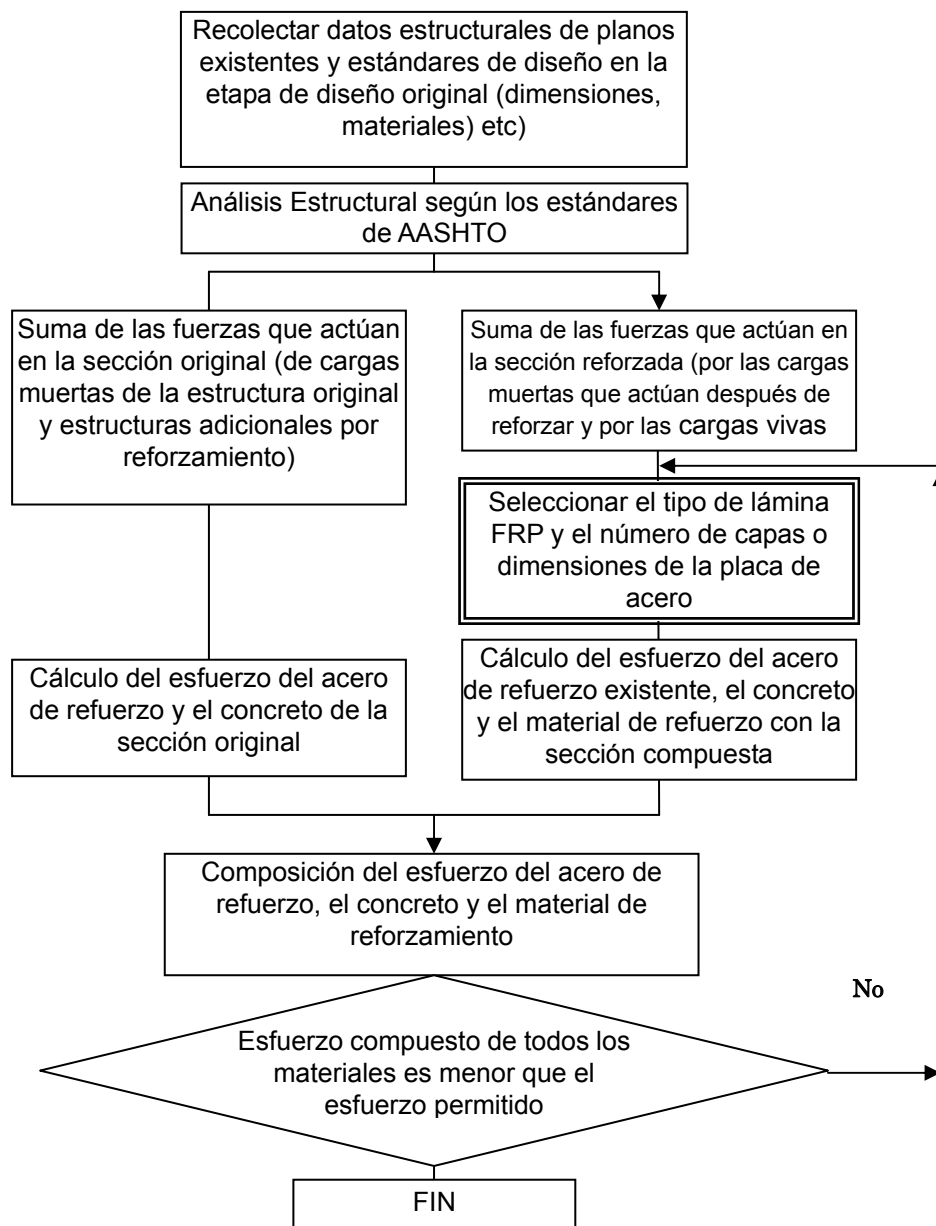 Recolectar datos estructurales de planos
existentes y estándares de diseño en la
etapa de diseño original (dimensiones,
materiales) etc)
Análisis Estructural según los estándares
de AASHTO
Suma de las fuerzas que actúan
en la sección original (de cargas
muertas de la estructura original
y estructuras adicionales por
reforzamiento)
Suma de las fuerzas que actúan en
la sección reforzada (por las cargas
muertas que actúan después de
reforzar y por las cargas vivas
Seleccionar el tipo de lámina
FRP y el número de capas o
dimensiones de la placa de
acero
Cálculo del esfuerzo del acero
de refuerzo y el concreto de la
sección original
Cálculo del esfuerzo del acero
de refuerzo existente, el concreto
y el material de refuerzo con la
sección compuesta
Composición del esfuerzo del acero de
refuerzo, el concreto y el material de
reforzamiento
No
Esfuerzo compuesto de todos los
materiales es menor que el
esfuerzo permitido
FIN